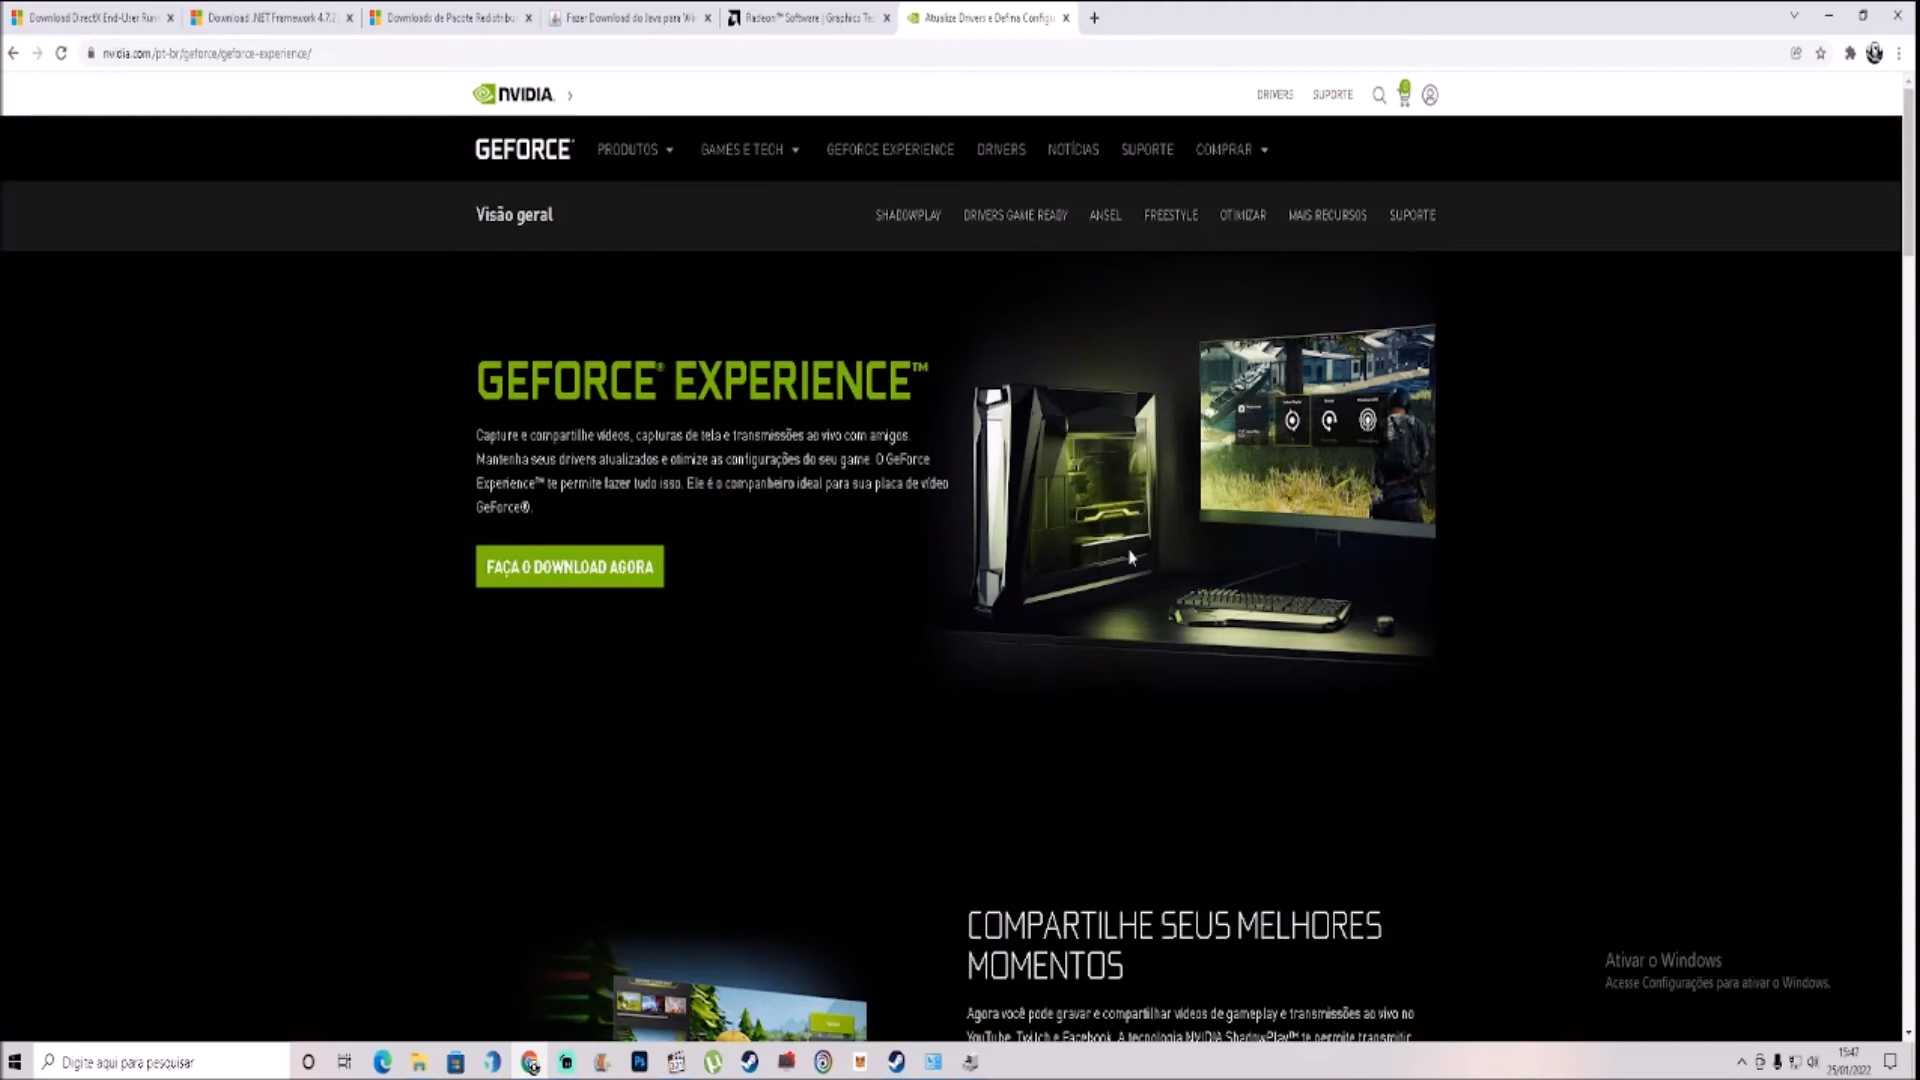 Download DirectX End-User Run
Download .NET Framework 4.7.2
Downloads de Pacote Redistribu
Fazer Download do Java para Wi
Radeon™ Software | Graphics Tec
Atualize Drivers e Defina Configu
nvidia.com/pt-br/geforce/geforce-experience/
NVIDIA.
DRIVERS
SUPORTE
GEFORCE
PRODUTOS
GAMES E TECH
GEFORCE EXPERIENCE
DRIVERS
NOTÍCIAS
SUPORTE
COMPRAR
Visão geral
SHADOWPLAY
DRIVERS GAME READY
ANSEL
FREESTYLE
OTIMIZAR
MAIS RECURSOS
SUPORTE
GEFORCE® EXPERIENCE™
Capture e compartilhe vídeos, capturas de tela e transmissões ao vivo com amigos.
Mantenha seus drivers atualizados e otimize as configurações do seu game. O GeForce
Experience™ te permite fazer tudo isso. Ele é o companheiro ideal para sua placa de vídeo
GeForce®.
FAÇA O DOWNLOAD AGORA
COMPARTILHE SEUS MELHORES
MOMENTOS
Agora você pode gravar e compartilhar vídeos de gameplay e transmissões ao vivo no
YouTube, Twitch e Facebook. A tecnologia NVIDIA ShadowPlay™ te permite transmitir
Ativar o Windows
Acesse Configurações para ativar o Windows.
Digite aqui para pesquisar
Ps
15:47
25/01/2022